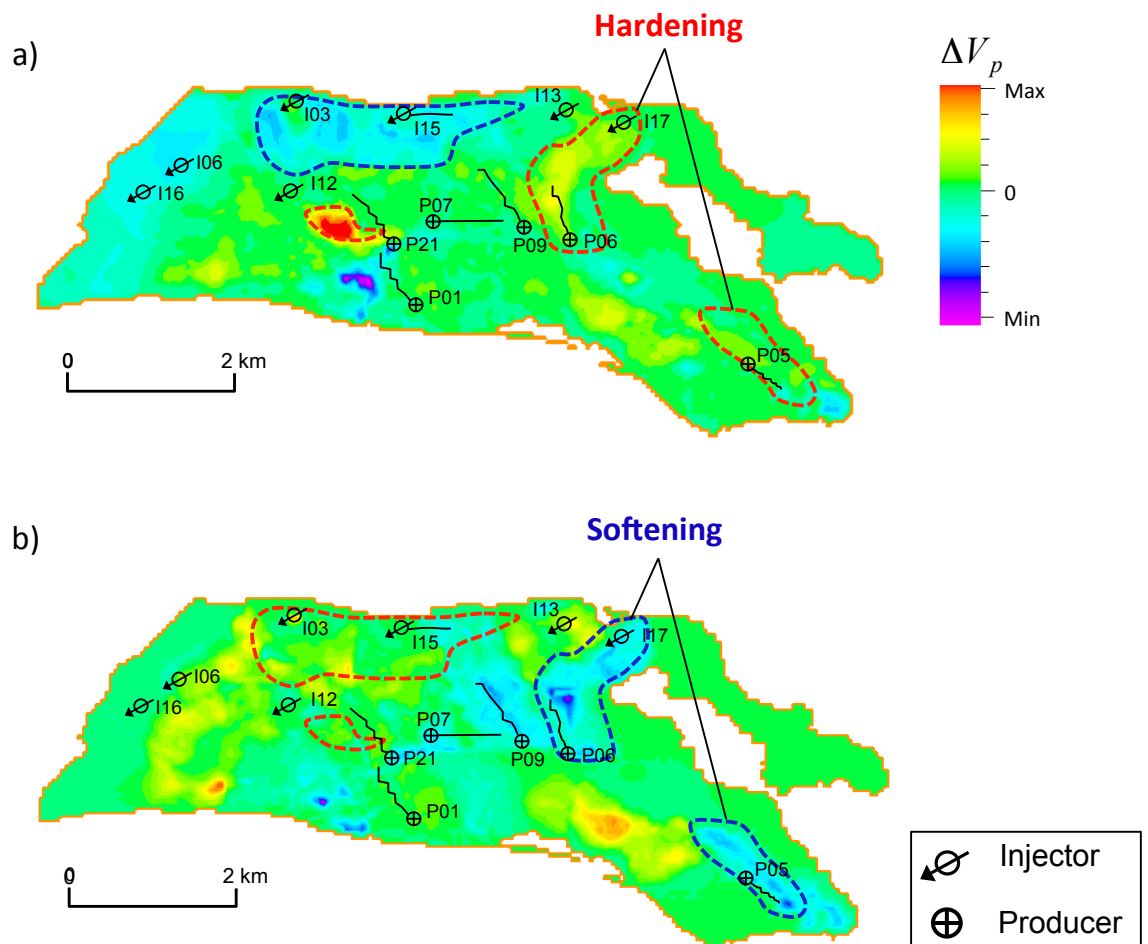 Hardening
a)
ΔVₚ
Max
0
Min
I03
I15
I13
I17
I06
I16
I12
P07
P09
P06
P21
P01
P05
0 2 km
Softening
b)
I03
I15
I13
I17
I06
I16
I12
P07
P09
P06
P21
P01
P05
0 2 km
Injector
Producer